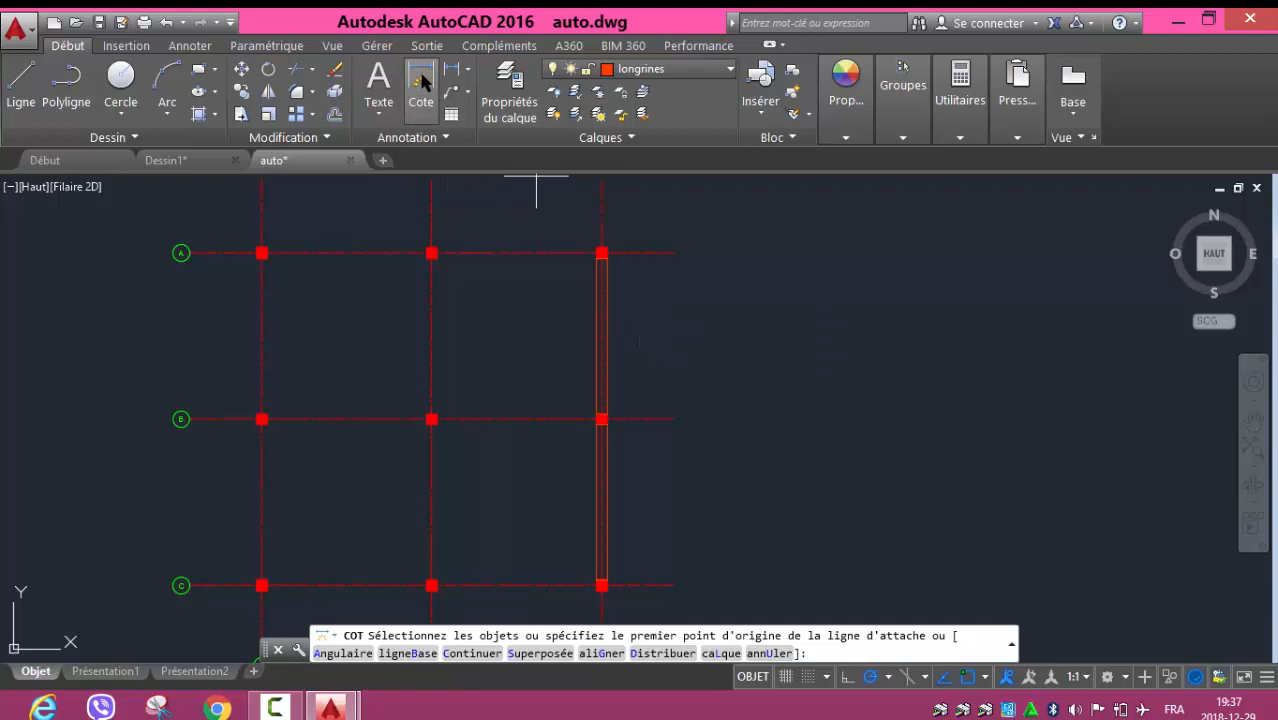 Autodesk AutoCAD 2016 auto.dwg
Entrez mot-clé ou expression
Se connecter
Début Insertion Annoter Paramétrique Vue Gérer Sortie Compléments A360 BIM 360 Performance
Ligne Polyligne Cercle Arc
Texte Cote
Propriétés du calque
longrines
Insérer
Prop...
Groupes
Utilitaires
Press...
Base
Dessin Modification Annotation Calques Bloc Vue
Début Dessin1* auto*
[−][Haut][Filaire 2D]
N
O HAUT E
S
SCG
A
B
C
Y
X
COT Sélectionnez les objets ou spécifiez le premier point d'origine de la ligne d'attache ou [
Angulaire ligneBase Continuer Superposée aliGner Distribuer caLque annUler]:
Objet Présentation1 Présentation2
OBJET 1:1
FRA
19:37
2018-12-29